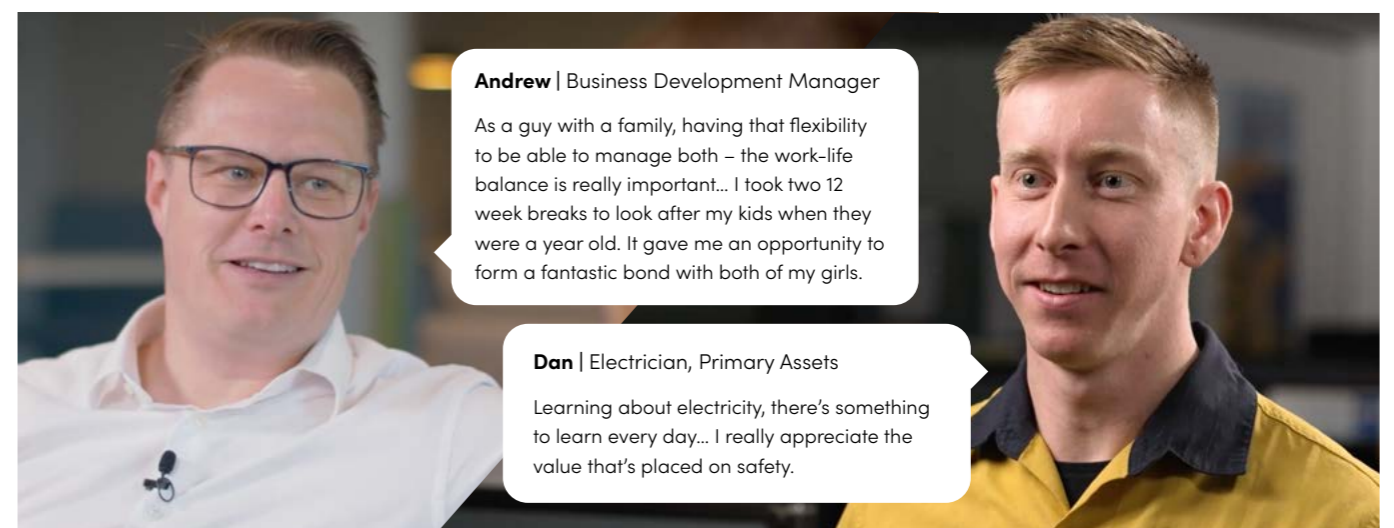 Andrew | Business Development Manager
As a guy with a family, having that flexibility
to be able to manage both – the work-life
balance is really important... I took two 12
week breaks to look after my kids when they
were a year old. It gave me an opportunity to
form a fantastic bond with both of my girls.
Dan | Electrician, Primary Assets
Learning about electricity, there's something
to learn every day... I really appreciate the
value that's placed on safety.